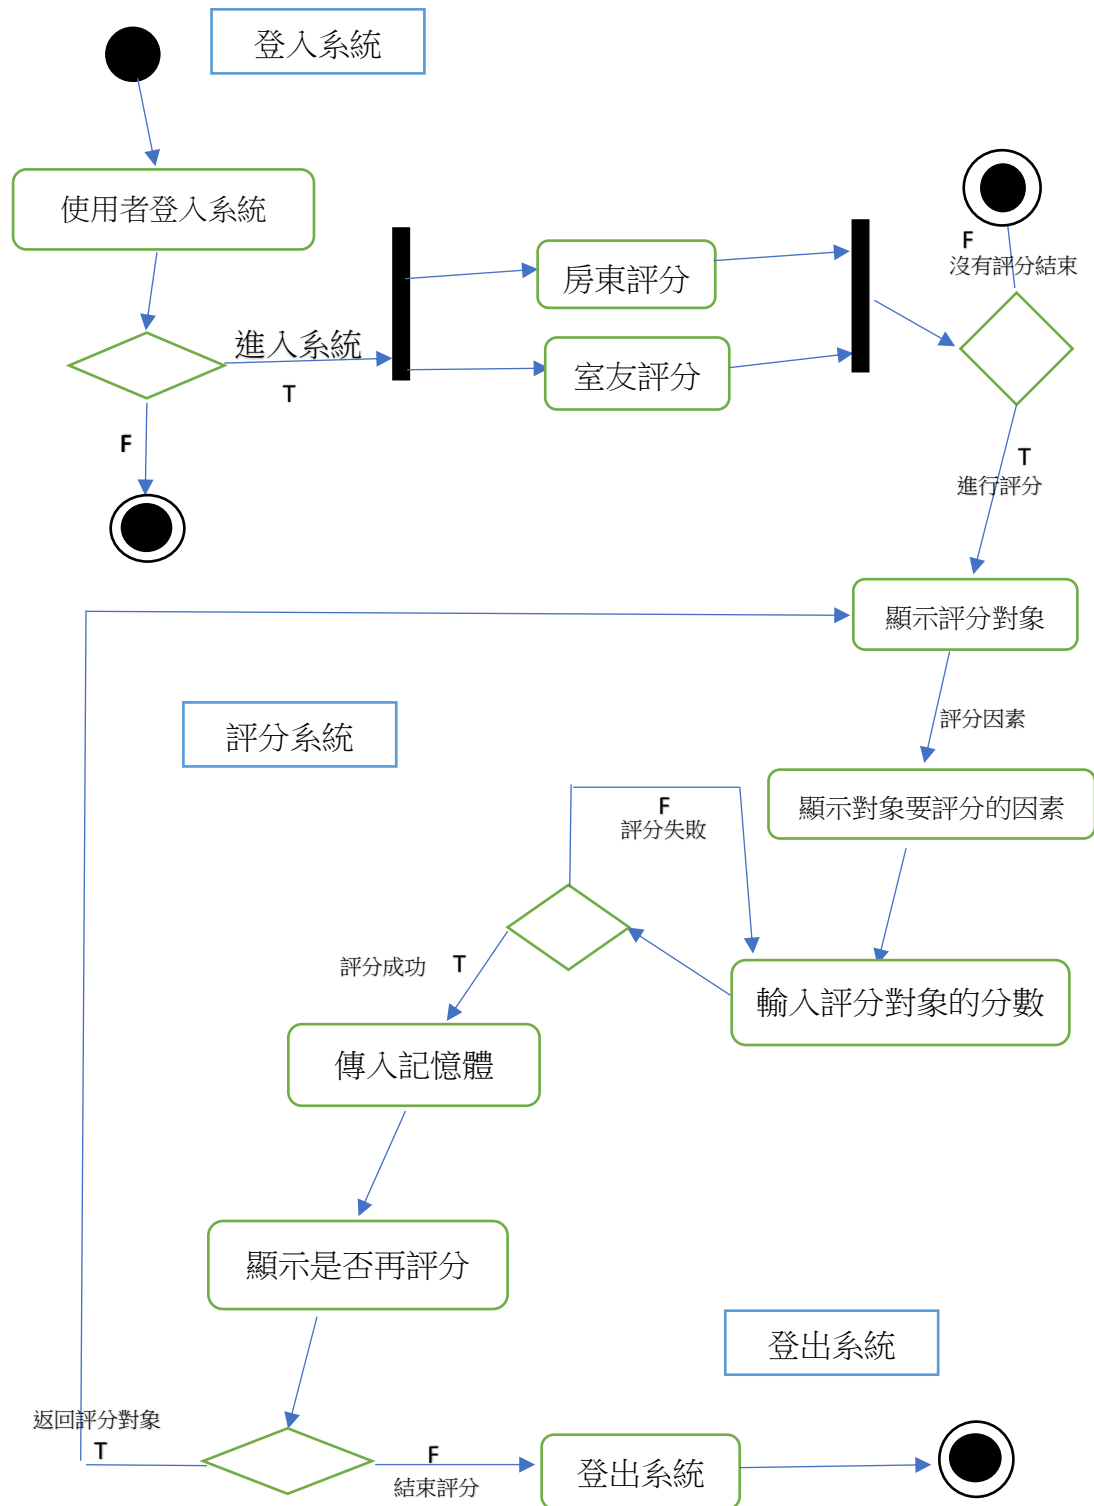 登入系統
使用者登入系統
進入系統
T
F
房東評分
室友評分
F
沒有評分結束
T
進行評分
顯示評分對象
評分因素
評分系統
顯示對象要評分的因素
F
評分失敗
輸入評分對象的分數
評分成功 T
傳入記憶體
顯示是否再評分
登出系統
返回評分對象
T
F
結束評分
登出系統